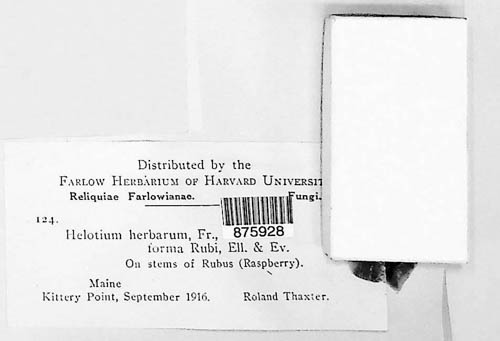 Distributed by the
FARLOW HERBARIUM OF HARVARD UNIVERSIT
Reliquiae Farlowianae. Fungi.
124.
875928
Helotium herbarum, Fr.,
forma Rubi, Ell. & Ev.
On stems of Rubus (Raspberry).
Maine
Kittery Point, September 1916. Roland Thaxter.